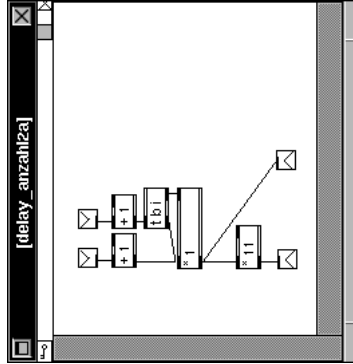 [delay_anzahl2a]
+ 1
+ 1
t b i
* 1
* 11